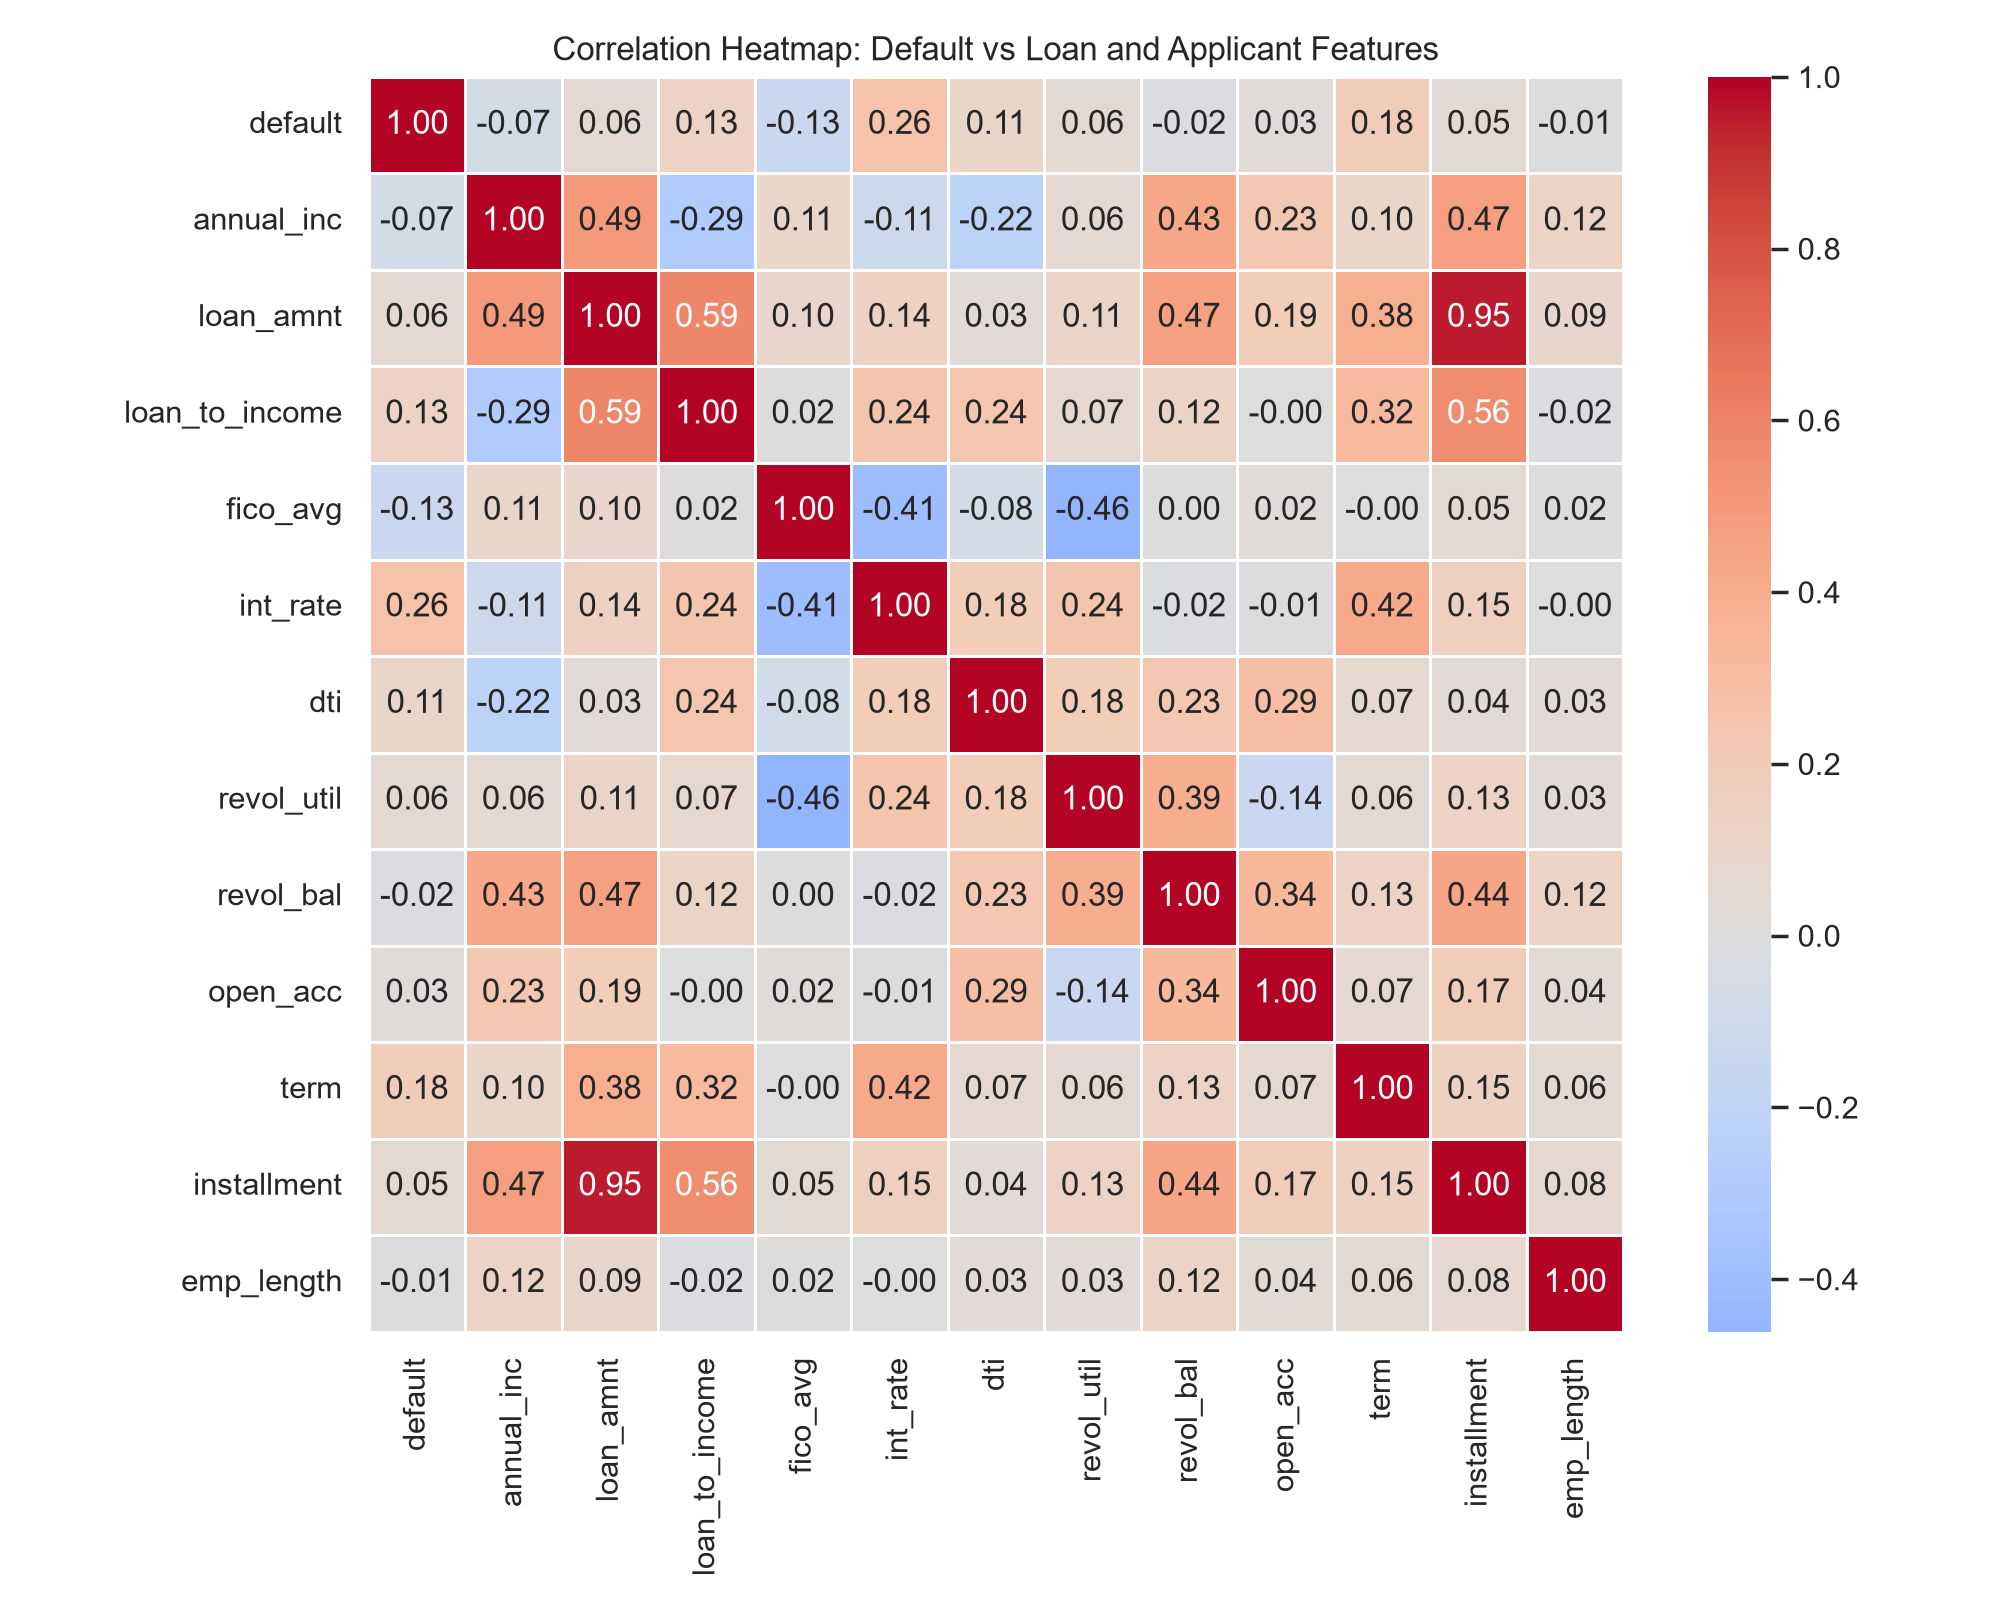 Correlation Heatmap: Default vs Loan and Applicant Features
default 1.00 -0.07 0.06 0.13 -0.13 0.26 0.11 0.06 -0.02 0.03 0.18 0.05 -0.01
annual_inc -0.07 1.00 0.49 -0.29 0.11 -0.11 -0.22 0.06 0.43 0.23 0.10 0.47 0.12
loan_amnt 0.06 0.49 1.00 0.59 0.10 0.14 0.03 0.11 0.47 0.19 0.38 0.95 0.09
loan_to_income 0.13 -0.29 0.59 1.00 0.02 0.24 0.24 0.07 0.12 -0.00 0.32 0.56 -0.02
fico_avg -0.13 0.11 0.10 0.02 1.00 -0.41 -0.08 -0.46 0.00 0.02 -0.00 0.05 0.02
int_rate 0.26 -0.11 0.14 0.24 -0.41 1.00 0.18 0.24 -0.02 -0.01 0.42 0.15 -0.00
dti 0.11 -0.22 0.03 0.24 -0.08 0.18 1.00 0.18 0.23 0.29 0.07 0.04 0.03
revol_util 0.06 0.06 0.11 0.07 -0.46 0.24 0.18 1.00 0.39 -0.14 0.06 0.13 0.03
revol_bal -0.02 0.43 0.47 0.12 0.00 -0.02 0.23 0.39 1.00 0.34 0.13 0.44 0.12
open_acc 0.03 0.23 0.19 -0.00 0.02 -0.01 0.29 -0.14 0.34 1.00 0.07 0.17 0.04
term 0.18 0.10 0.38 0.32 -0.00 0.42 0.07 0.06 0.13 0.07 1.00 0.15 0.06
installment 0.05 0.47 0.95 0.56 0.05 0.15 0.04 0.13 0.44 0.17 0.15 1.00 0.08
emp_length -0.01 0.12 0.09 -0.02 0.02 -0.00 0.03 0.03 0.12 0.04 0.06 0.08 1.00
default annual_inc loan_amnt loan_to_income fico_avg int_rate dti revol_util revol_bal open_acc term installment emp_length
1.0
0.8
0.6
0.4
0.2
0.0
−0.2
−0.4